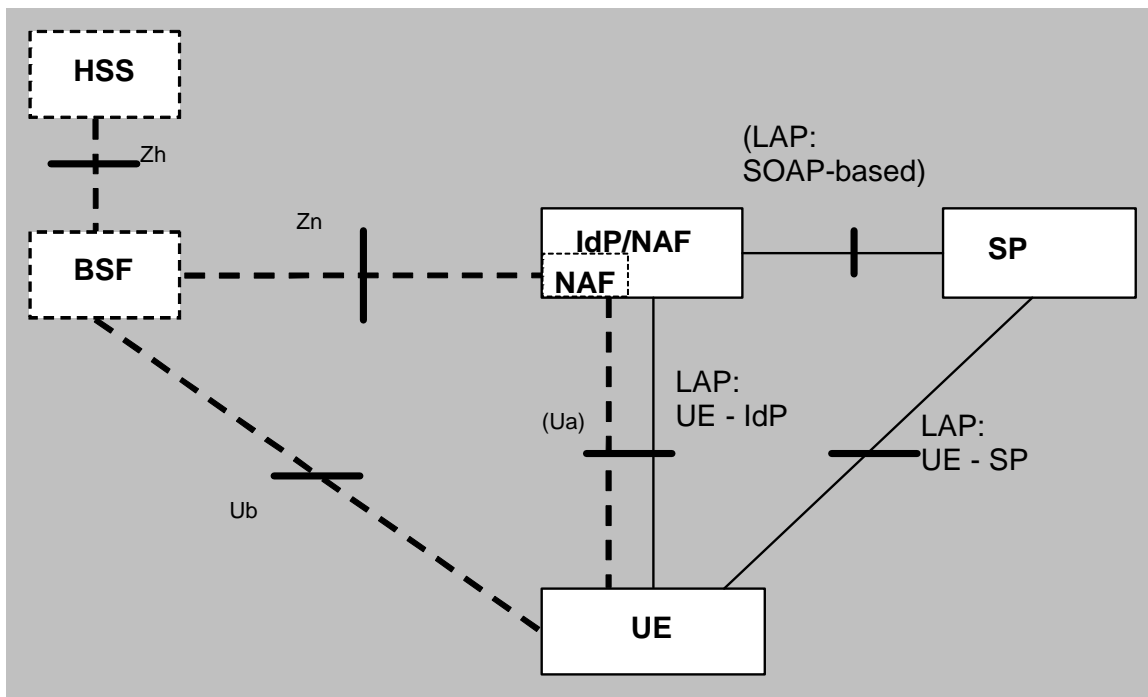 HSS
Zh
(LAP:
SOAP-based)
Zn
IdP/NAF
SP
BSF
NAF
LAP:
UE - IdP
(Ua)
LAP:
UE - SP
Ub
UE